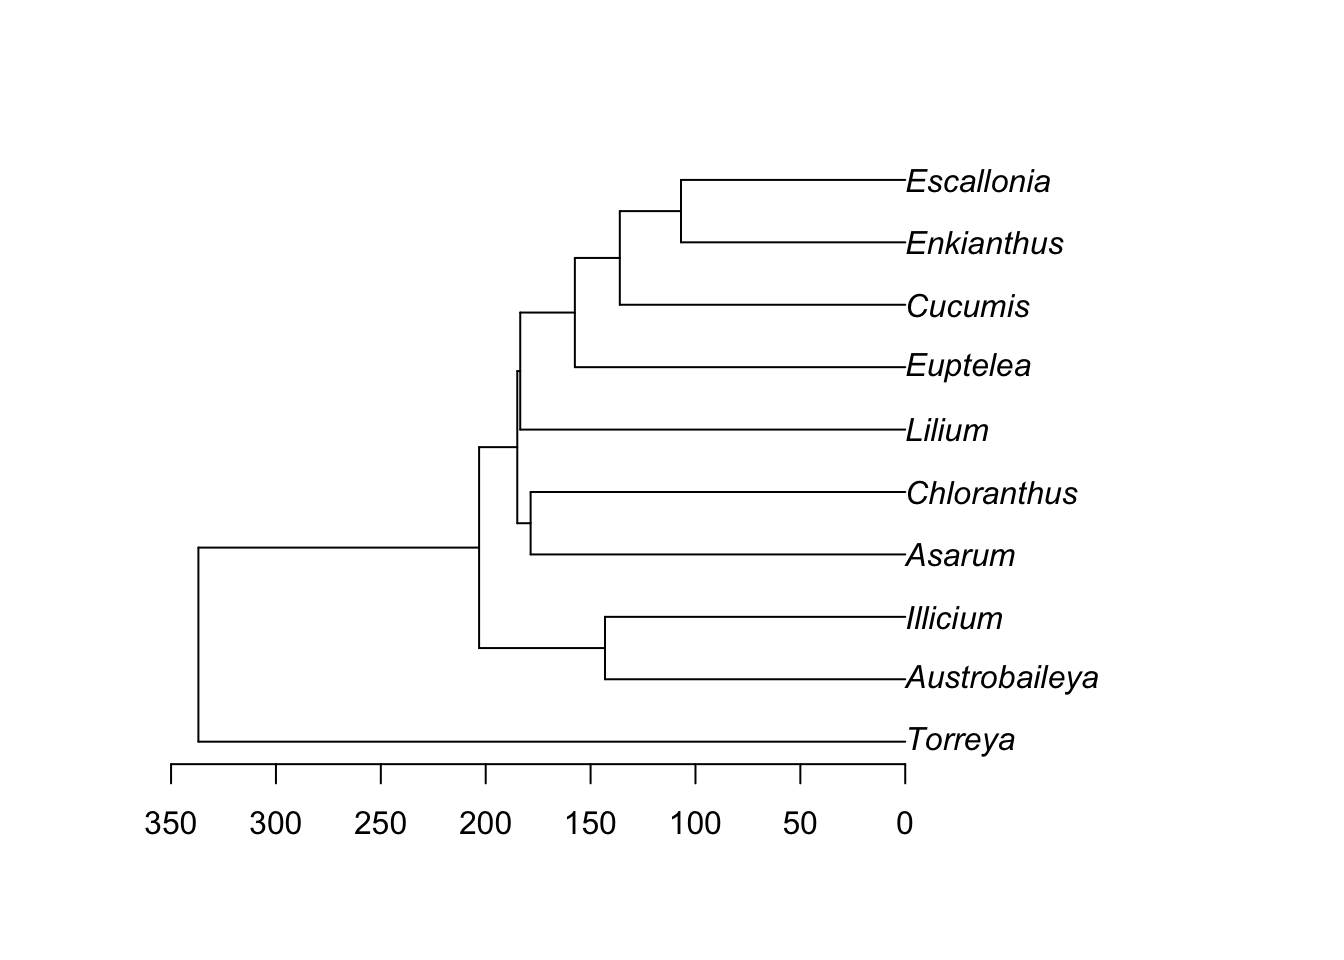 Escallonia
Enkianthus
Cucumis
Euptelea
Lilium
Chloranthus
Asarum
Illicium
Austrobaileya
Torreya
350 300 250 200 150 100 50 0